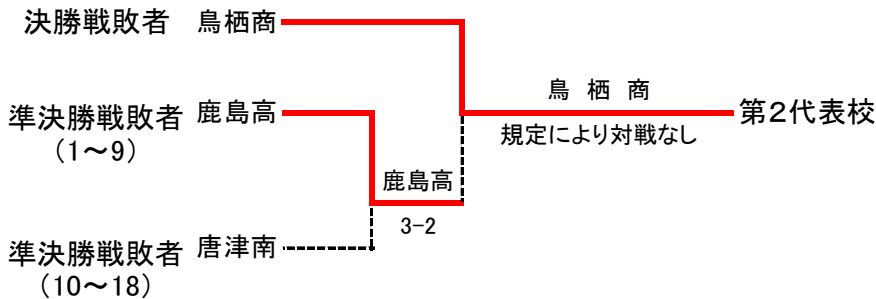 決勝戦敗者 鳥栖商
鳥 栖 商
第2代表校
準決勝戦敗者 鹿島高
(1～9)
規定により対戦なし
鹿島高
3-2
準決勝戦敗者 唐津南
(10～18)